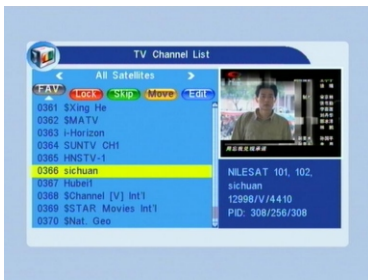 TV Channel List
All Satellites
FAV Lock Skip Move Edit
0361 $Xing He
0362 $MATV
0363 i-Horizon
0364 SUNTV CH1
0365 HNSTV-1
0366 sichuan
0367 Hubei1
0368 $Channel [V] Int'l
0369 $STAR Movies Int'l
0370 $Nat. Geo
NILESAT 101, 102,
sichuan
12998/V/4410
PID: 308/256/308